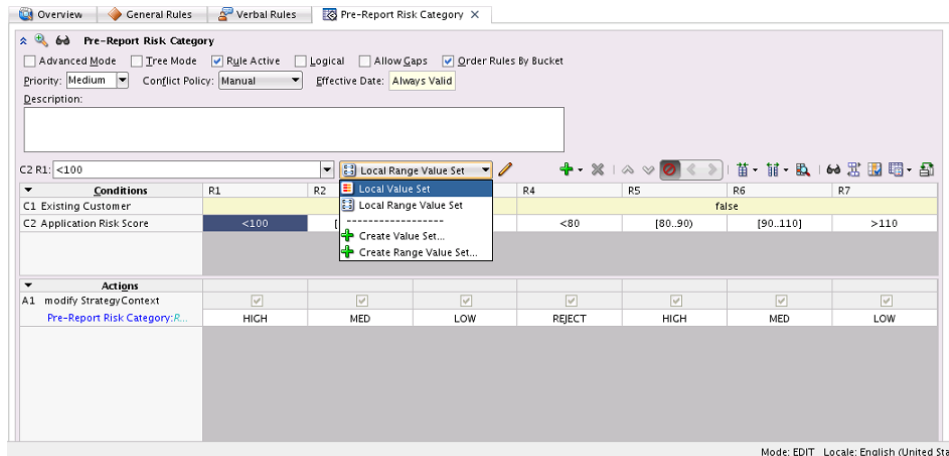 Overview General Rules Verbal Rules Pre-Report Risk Category
Pre-Report Risk Category
Advanced Mode Tree Mode Rule Active Logical Allow Gaps Order Rules By Bucket
Priority: Medium Conflict Policy: Manual Effective Date: Always Valid
Description:
C2 R1: <100 Local Range Value Set
Conditions R1 R2 R4 R5 R6 R7
Local Value Set
C1 Existing Customer false
Local Range Value Set
C2 Application Risk Score <100 [ <80 [80..90) [90..110] >110
--------------------
Create Value Set...
Create Range Value Set...
Actions
A1 modify StrategyContext
Pre-Report Risk Category:R... HIGH MED LOW REJECT HIGH MED LOW
Mode: EDIT Locale: English (United Sta